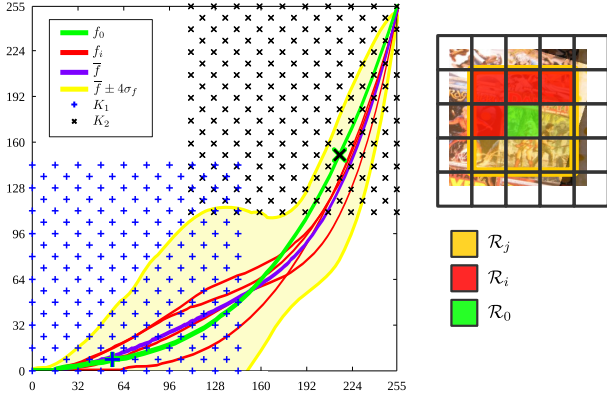 255
224
192
160
128
96
64
32
0
0 32 64 96 128 160 192 224 255
f₀
fᵢ
f̅
f̅ ± 4σ_f
K₁
K₂
ℛⱼ
ℛᵢ
ℛ₀